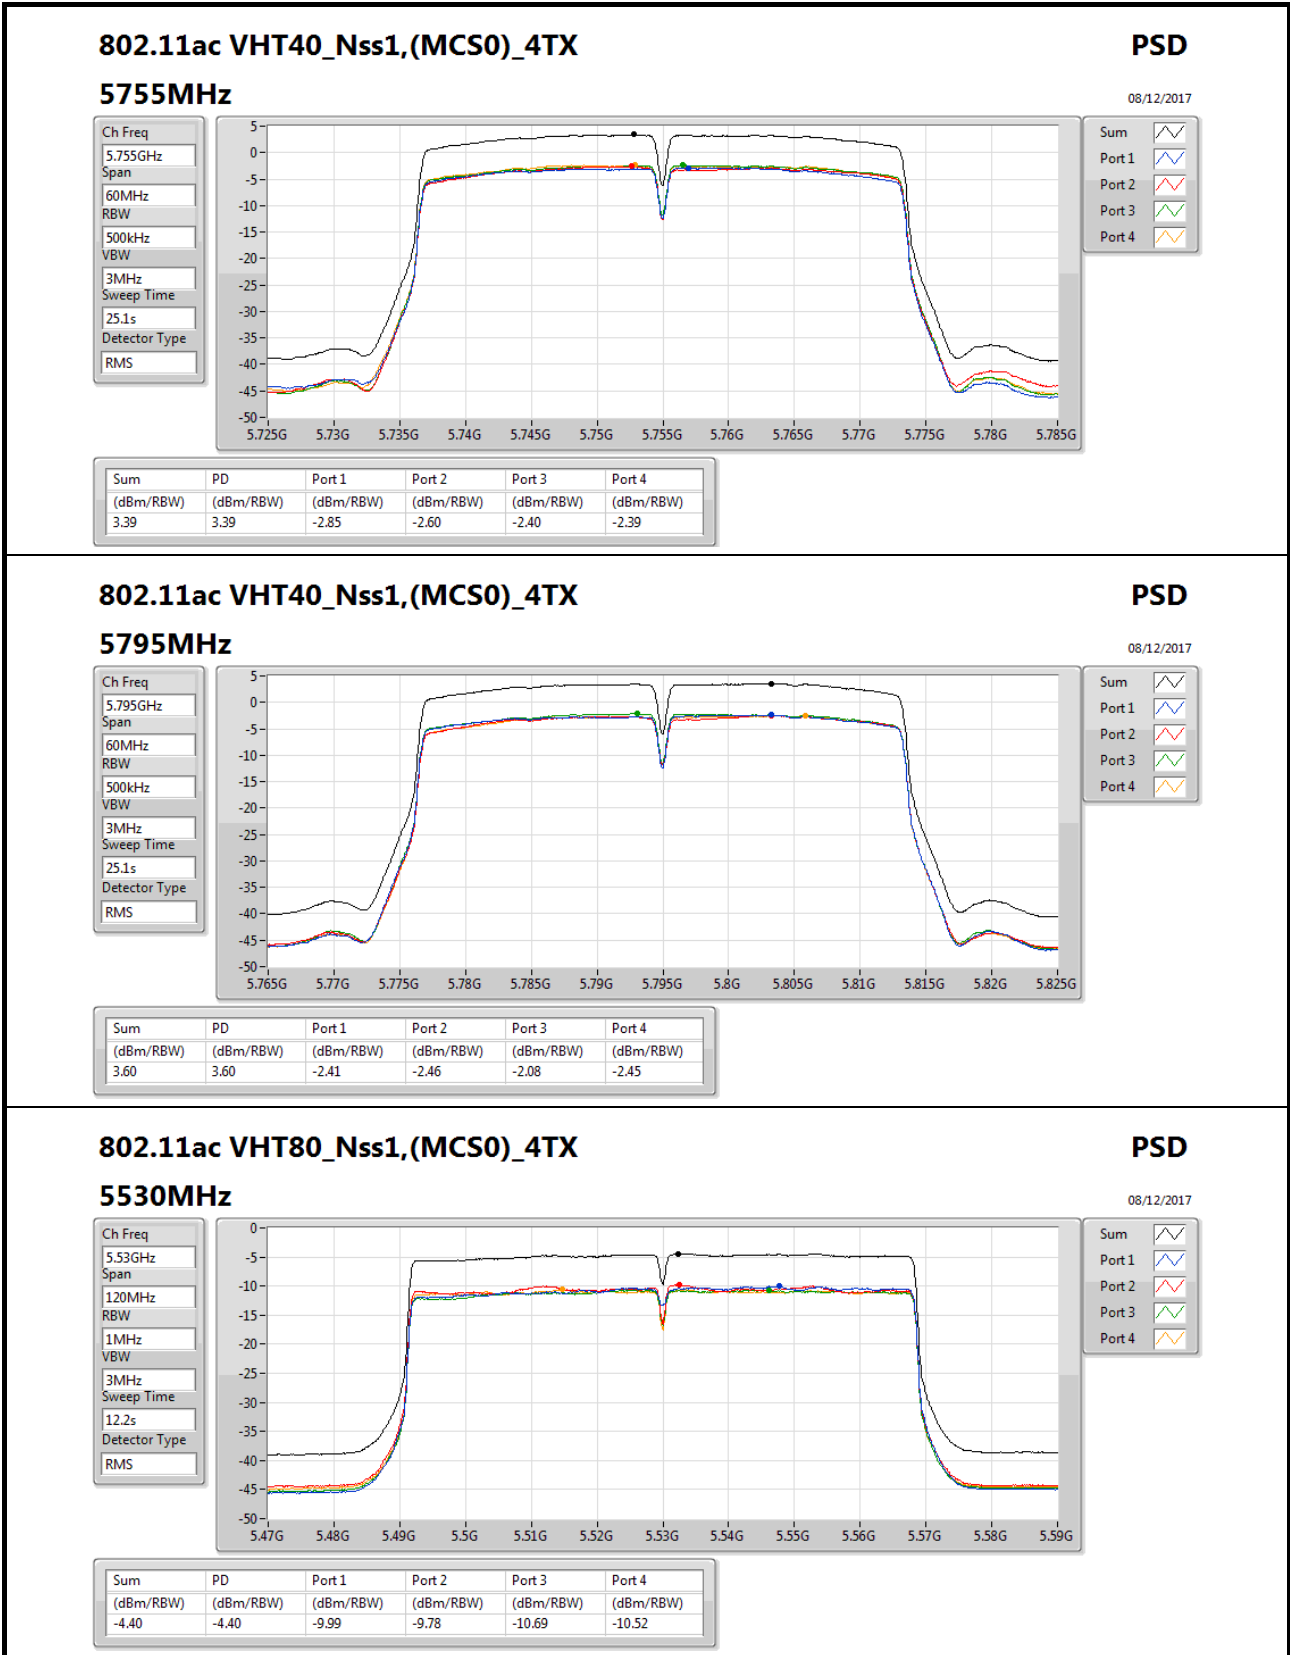 802.11ac VHT40_Nss1,(MCS0)_4TX PSD
5755MHz 08/12/2017
Ch Freq
5.755GHz
Span
60MHz
RBW
500kHz
VBW
3MHz
Sweep Time
25.1s
Detector Type
RMS
5
0
-5
-10
-15
-20
-25
-30
-35
-40
-45
-50
5.725G 5.73G 5.735G 5.74G 5.745G 5.75G 5.755G 5.76G 5.765G 5.77G 5.775G 5.78G 5.785G
Sum
Port 1
Port 2
Port 3
Port 4
Sum PD Port 1 Port 2 Port 3 Port 4
(dBm/RBW) (dBm/RBW) (dBm/RBW) (dBm/RBW) (dBm/RBW) (dBm/RBW)
3.39 3.39 -2.85 -2.60 -2.40 -2.39
802.11ac VHT40_Nss1,(MCS0)_4TX PSD
5795MHz 08/12/2017
Ch Freq
5.795GHz
Span
60MHz
RBW
500kHz
VBW
3MHz
Sweep Time
25.1s
Detector Type
RMS
5
0
-5
-10
-15
-20
-25
-30
-35
-40
-45
-50
5.765G 5.77G 5.775G 5.78G 5.785G 5.79G 5.795G 5.8G 5.805G 5.81G 5.815G 5.82G 5.825G
Sum
Port 1
Port 2
Port 3
Port 4
Sum PD Port 1 Port 2 Port 3 Port 4
(dBm/RBW) (dBm/RBW) (dBm/RBW) (dBm/RBW) (dBm/RBW) (dBm/RBW)
3.60 3.60 -2.41 -2.46 -2.08 -2.45
802.11ac VHT80_Nss1,(MCS0)_4TX PSD
5530MHz 08/12/2017
Ch Freq
5.53GHz
Span
120MHz
RBW
1MHz
VBW
3MHz
Sweep Time
12.2s
Detector Type
RMS
0
-5
-10
-15
-20
-25
-30
-35
-40
-45
-50
5.47G 5.48G 5.49G 5.5G 5.51G 5.52G 5.53G 5.54G 5.55G 5.56G 5.57G 5.58G 5.59G
Sum
Port 1
Port 2
Port 3
Port 4
Sum PD Port 1 Port 2 Port 3 Port 4
(dBm/RBW) (dBm/RBW) (dBm/RBW) (dBm/RBW) (dBm/RBW) (dBm/RBW)
-4.40 -4.40 -9.99 -9.78 -10.69 -10.52